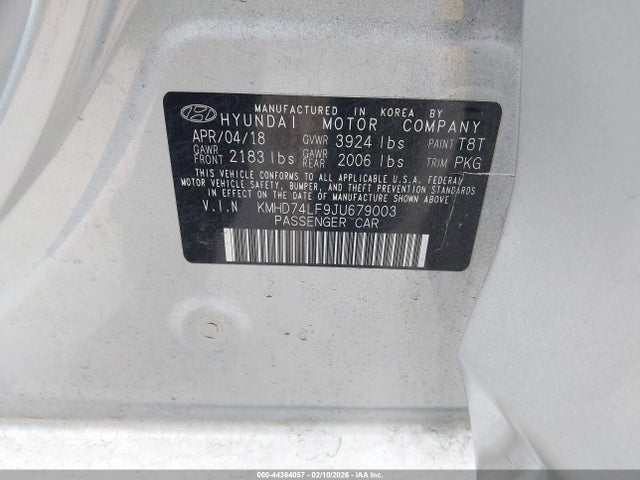 MANUFACTURED IN KOREA BY
HYUNDAI MOTOR COMPANY
APR/04/18 GVWR 3924 lbs PAINT T8T
GAWR FRONT 2183 lbs GAWR REAR 2006 lbs TRIM PKG
THIS VEHICLE CONFORMS TO ALL APPLICABLE U.S.A. FEDERAL
MOTOR VEHICLE SAFETY, BUMPER, AND THEFT PREVENTION STANDARDS
IN EFFECT ON THE DATE OF MANUFACTURE SHOWN ABOVE.
V.I.N KMHD74LF9JU679003
PASSENGER CAR
000-44364057 - 02/10/2026 - IAAI.COM